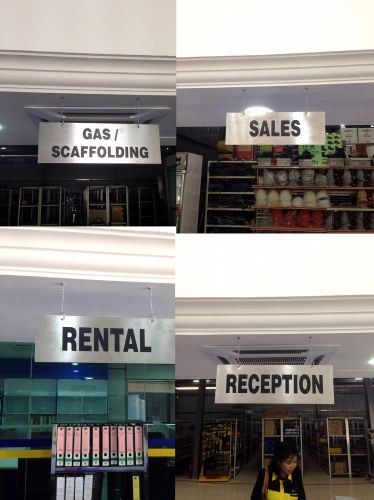 GAS /
SCAFFOLDING
SALES
RENTAL
RECEPTION